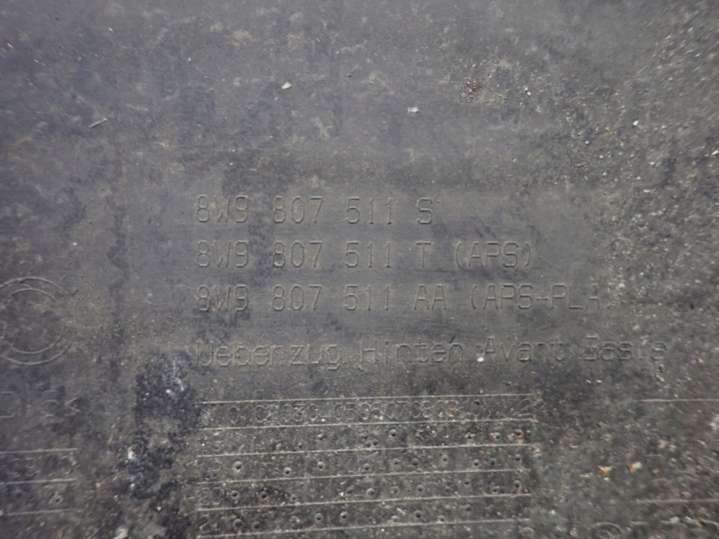 8W9 807 511 S
8W9 807 511 T (APS)
8W9 807 511 AA (APS-PLA)
Ueberzug Hinten Avant Basis